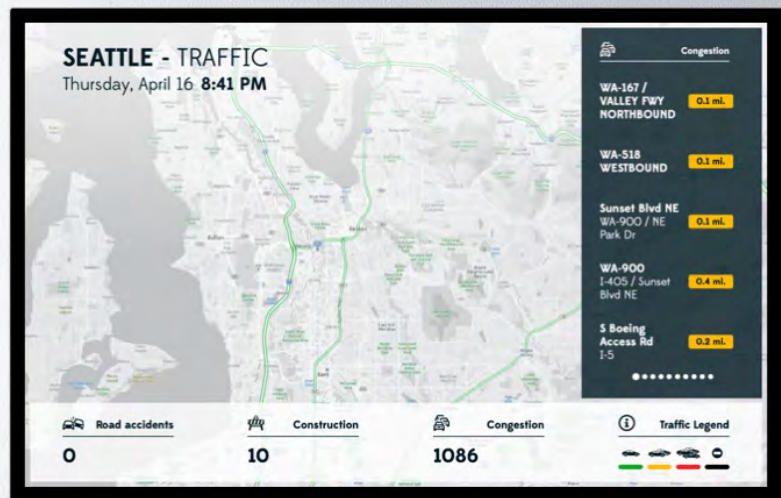 SEATTLE - TRAFFIC
Thursday, April 16 8:41 PM
Congestion
WA-167 /
VALLEY FWY
NORTHBOUND
0.1 mi.
WA-518
WESTBOUND
0.1 mi.
Sunset Blvd NE
WA-900 / NE
Park Dr
0.1 mi.
WA-900
I-405 / Sunset
Blvd NE
0.4 mi.
S Boeing
Access Rd
I-5
0.2 mi.
Road accidents
0
Construction
10
Congestion
1086
Traffic Legend